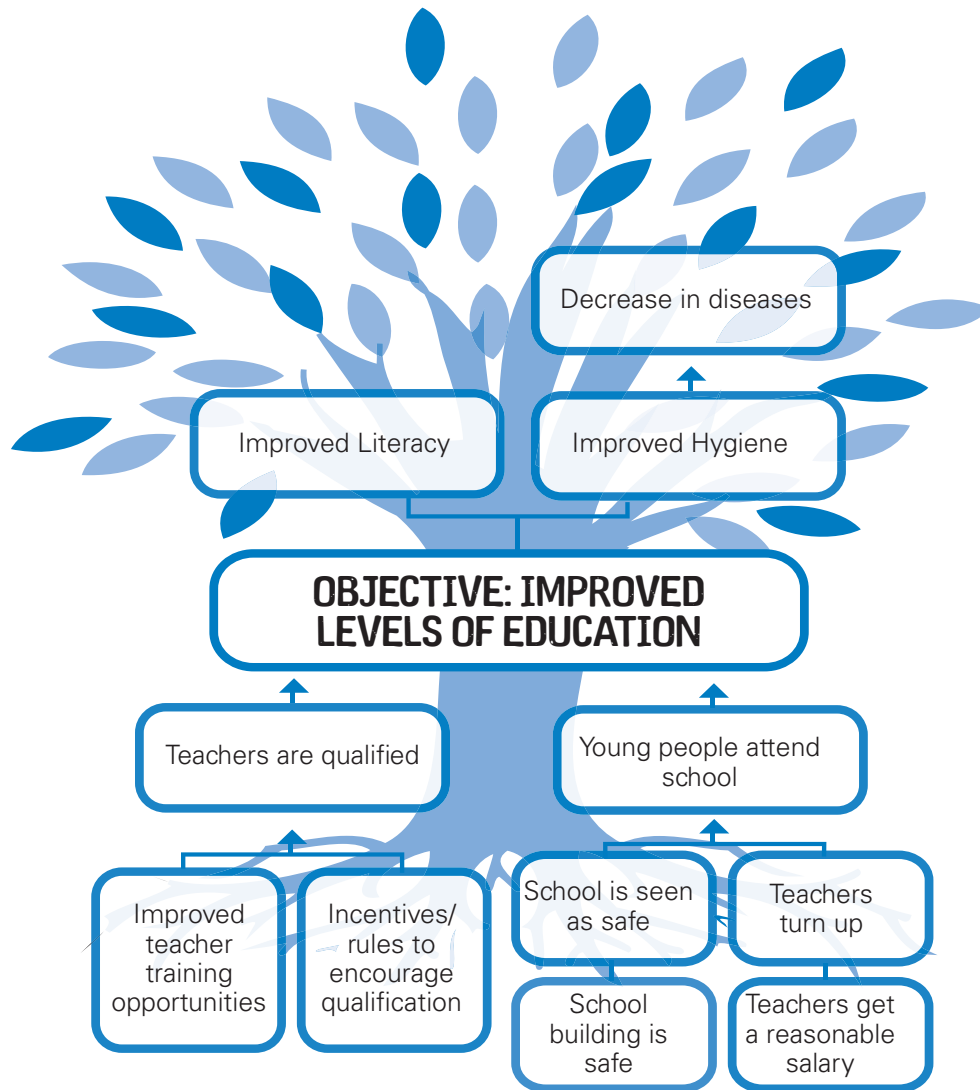 Decrease in diseases
Improved Literacy
Improved Hygiene
OBJECTIVE: IMPROVED
LEVELS OF EDUCATION
Teachers are qualified
Young people attend
school
Improved
teacher
training
opportunities
Incentives/
rules to
encourage
qualification
School is seen
as safe
Teachers
turn up
School
building is
safe
Teachers get
a reasonable
salary